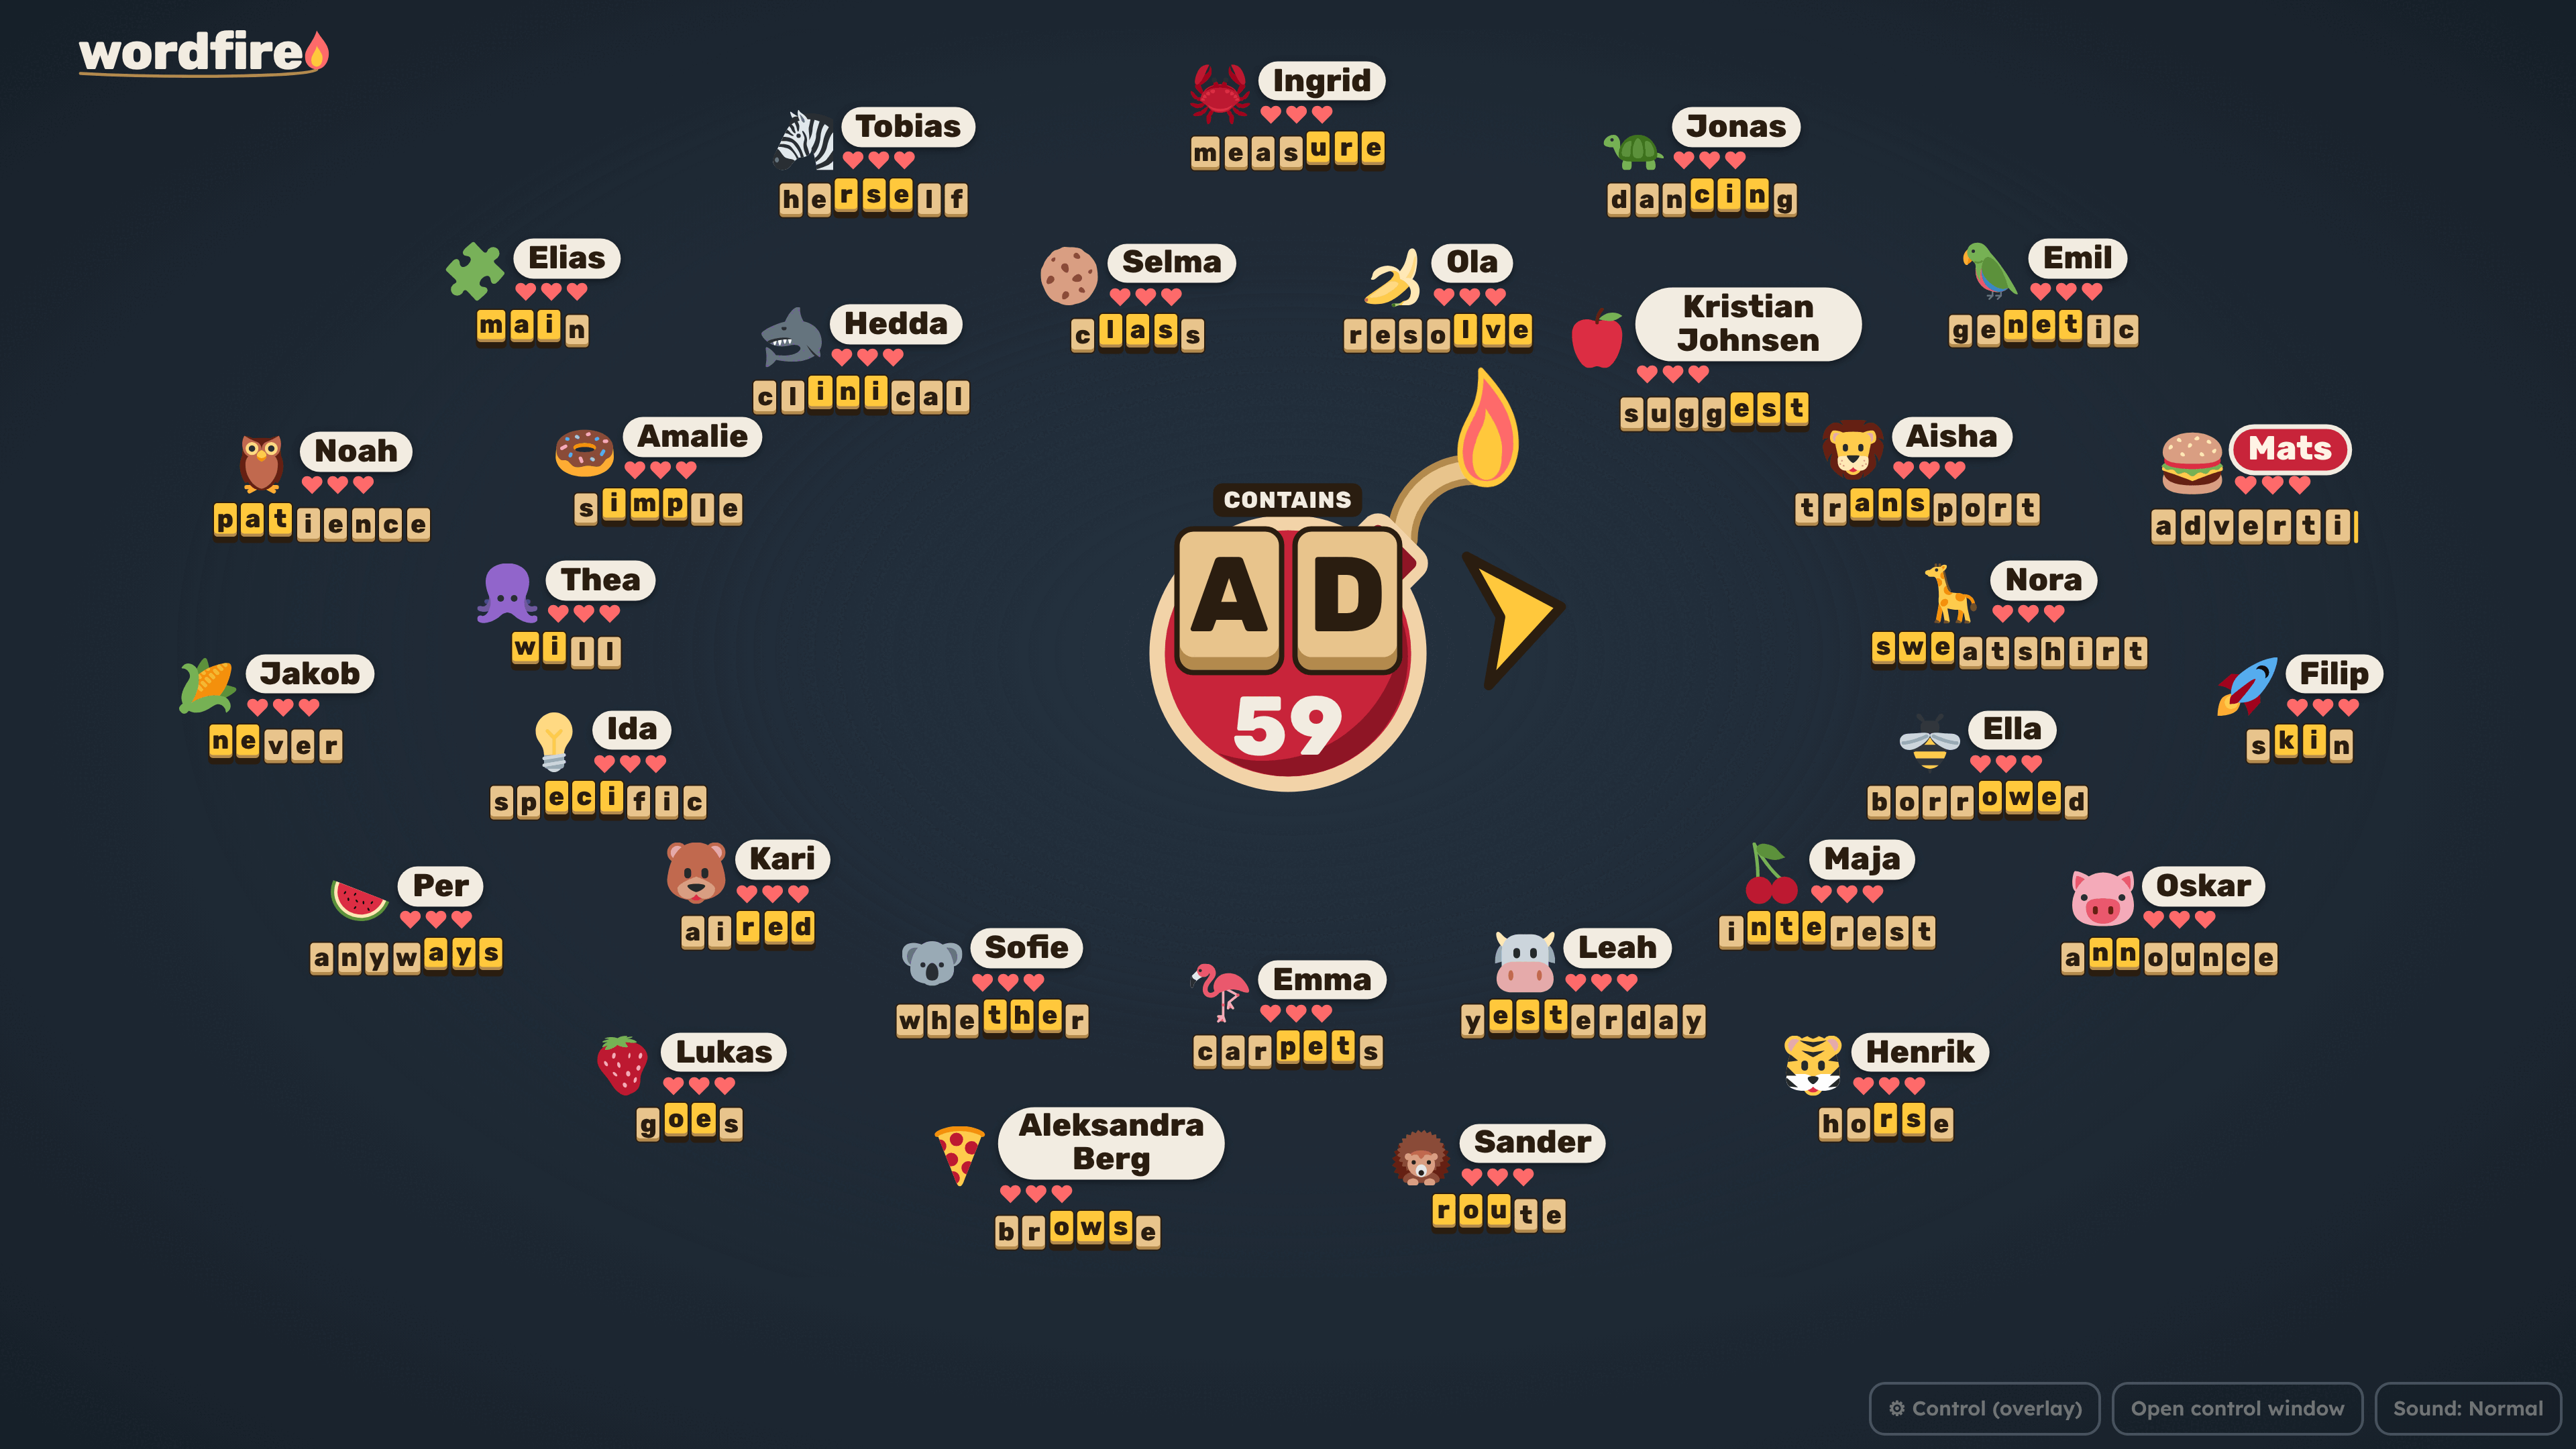 wordfire
Ingrid
measure
Tobias
herself
Jonas
dancing
Elias
main
Selma
class
Ola
resolve
Emil
genetic
Hedda
clinical
Kristian
Johnsen
suggest
Noah
patience
Amalie
simple
Aisha
transport
Mats
adverti
CONTAINS
AD
59
Thea
will
Nora
sweatshirt
Jakob
never
Filip
skin
Ida
specific
Ella
borrowed
Kari
aired
Maja
interest
Per
anyways
Oskar
announce
Sofie
whether
Emma
carpets
Leah
yesterday
Lukas
goes
Henrik
horse
Aleksandra
Berg
browse
Sander
route
Control (overlay)
Open control window
Sound: Normal